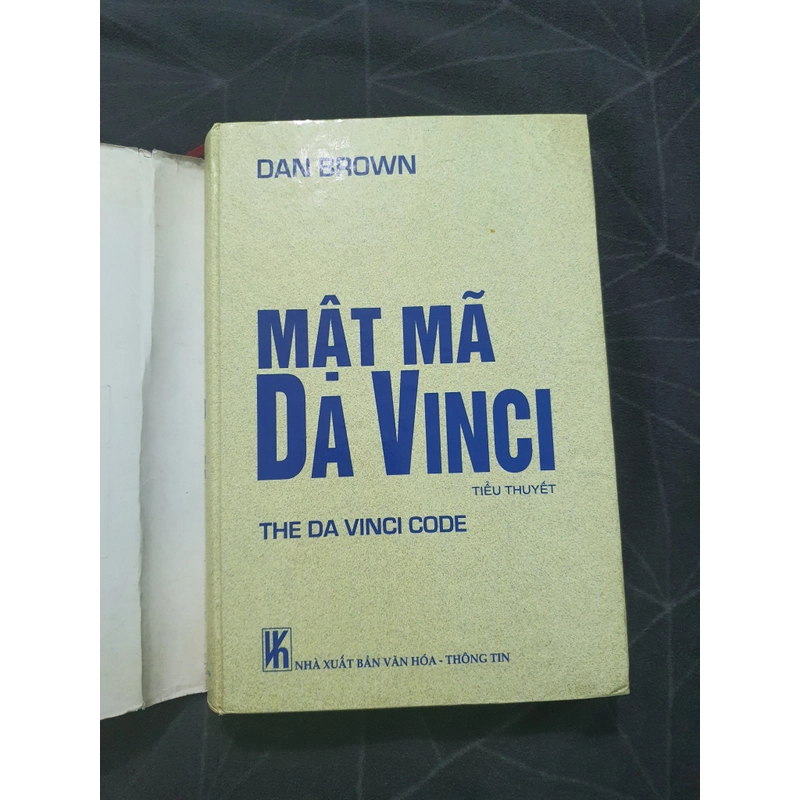 DAN BROWN
MẬT MÃ
DA VINCI
TIỂU THUYẾT
THE DA VINCI CODE
NHÀ XUẤT BẢN VĂN HÓA - THÔNG TIN